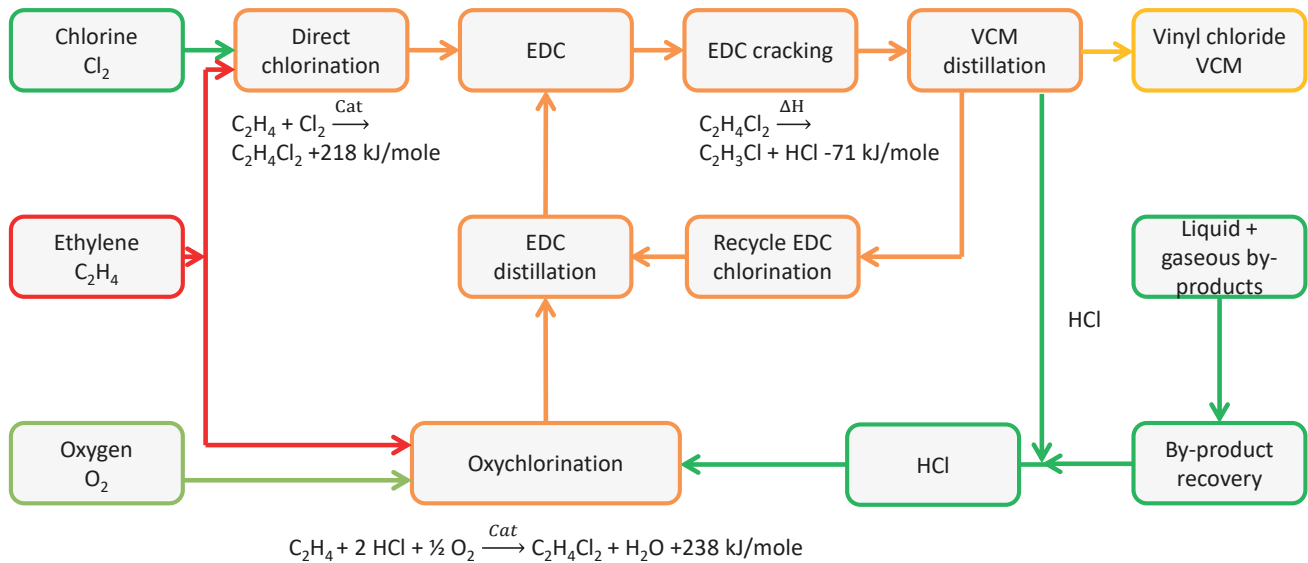 Chlorine
Cl₂
Direct
chlorination
EDC
EDC cracking
VCM
distillation
Vinyl chloride
VCM
Cat
C₂H₄ + Cl₂ ⟶
C₂H₄Cl₂ +218 kJ/mole
ΔH
C₂H₄Cl₂ ⟶
C₂H₃Cl + HCl -71 kJ/mole
Ethylene
C₂H₄
EDC
distillation
Recycle EDC
chlorination
Liquid +
gaseous by-
products
HCl
Oxygen
O₂
Oxychlorination
HCl
By-product
recovery
Cat
C₂H₄ + 2 HCl + ½ O₂ ⟶ C₂H₄Cl₂ + H₂O +238 kJ/mole